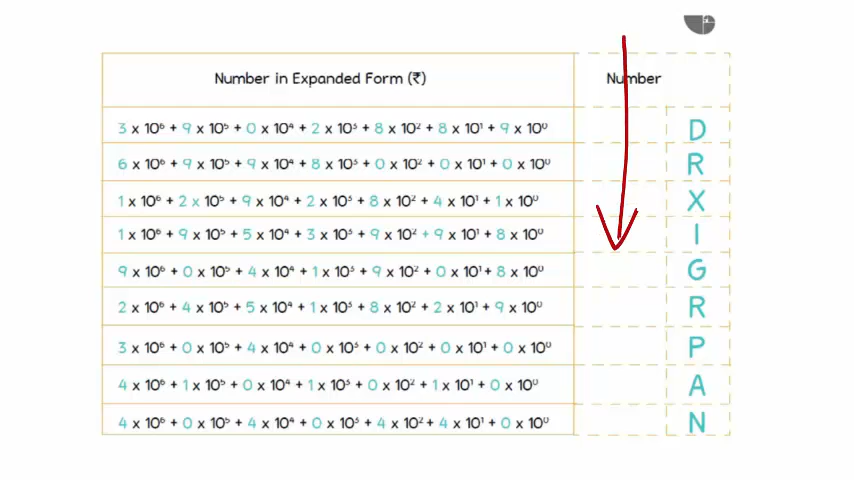 Number in Expanded Form (₹) Number
3 x 10⁶ + 9 x 10⁵ + 0 x 10⁴ + 2 x 10³ + 8 x 10² + 8 x 10¹ + 9 x 10⁰ D
6 x 10⁶ + 9 x 10⁵ + 9 x 10⁴ + 8 x 10³ + 0 x 10² + 0 x 10¹ + 0 x 10⁰ R
1 x 10⁶ + 2 x 10⁵ + 9 x 10⁴ + 2 x 10³ + 8 x 10² + 4 x 10¹ + 1 x 10⁰ X
1 x 10⁶ + 9 x 10⁵ + 5 x 10⁴ + 3 x 10³ + 9 x 10² + 9 x 10¹ + 8 x 10⁰ I
9 x 10⁶ + 0 x 10⁵ + 4 x 10⁴ + 1 x 10³ + 9 x 10² + 0 x 10¹ + 8 x 10⁰ G
2 x 10⁶ + 4 x 10⁵ + 5 x 10⁴ + 1 x 10³ + 8 x 10² + 2 x 10¹ + 9 x 10⁰ R
3 x 10⁶ + 0 x 10⁵ + 4 x 10⁴ + 0 x 10³ + 0 x 10² + 0 x 10¹ + 0 x 10⁰ P
4 x 10⁶ + 1 x 10⁵ + 0 x 10⁴ + 1 x 10³ + 0 x 10² + 1 x 10¹ + 0 x 10⁰ A
4 x 10⁶ + 0 x 10⁵ + 4 x 10⁴ + 0 x 10³ + 4 x 10² + 4 x 10¹ + 0 x 10⁰ N